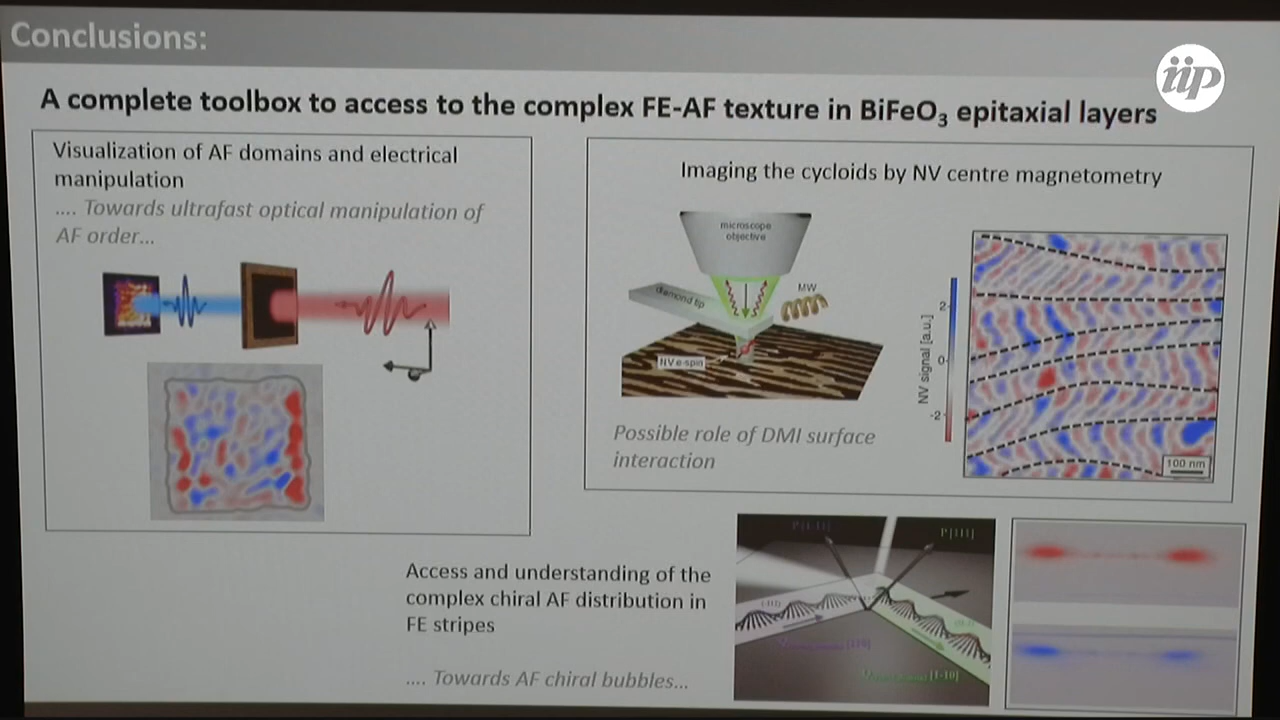 Conclusions:
iip
A complete toolbox to access to the complex FE-AF texture in BiFeO₃ epitaxial layers
Visualization of AF domains and electrical
manipulation
.... Towards ultrafast optical manipulation of
AF order...
Imaging the cycloids by NV centre magnetometry
microscope
objective
diamond tip
MW
NV e-spin
NV signal [a.u.]
2
0
-2
100 nm
Possible role of DMI surface
interaction
Access and understanding of the
complex chiral AF distribution in
FE stripes
.... Towards AF chiral bubbles...
P[111]
[1-10]